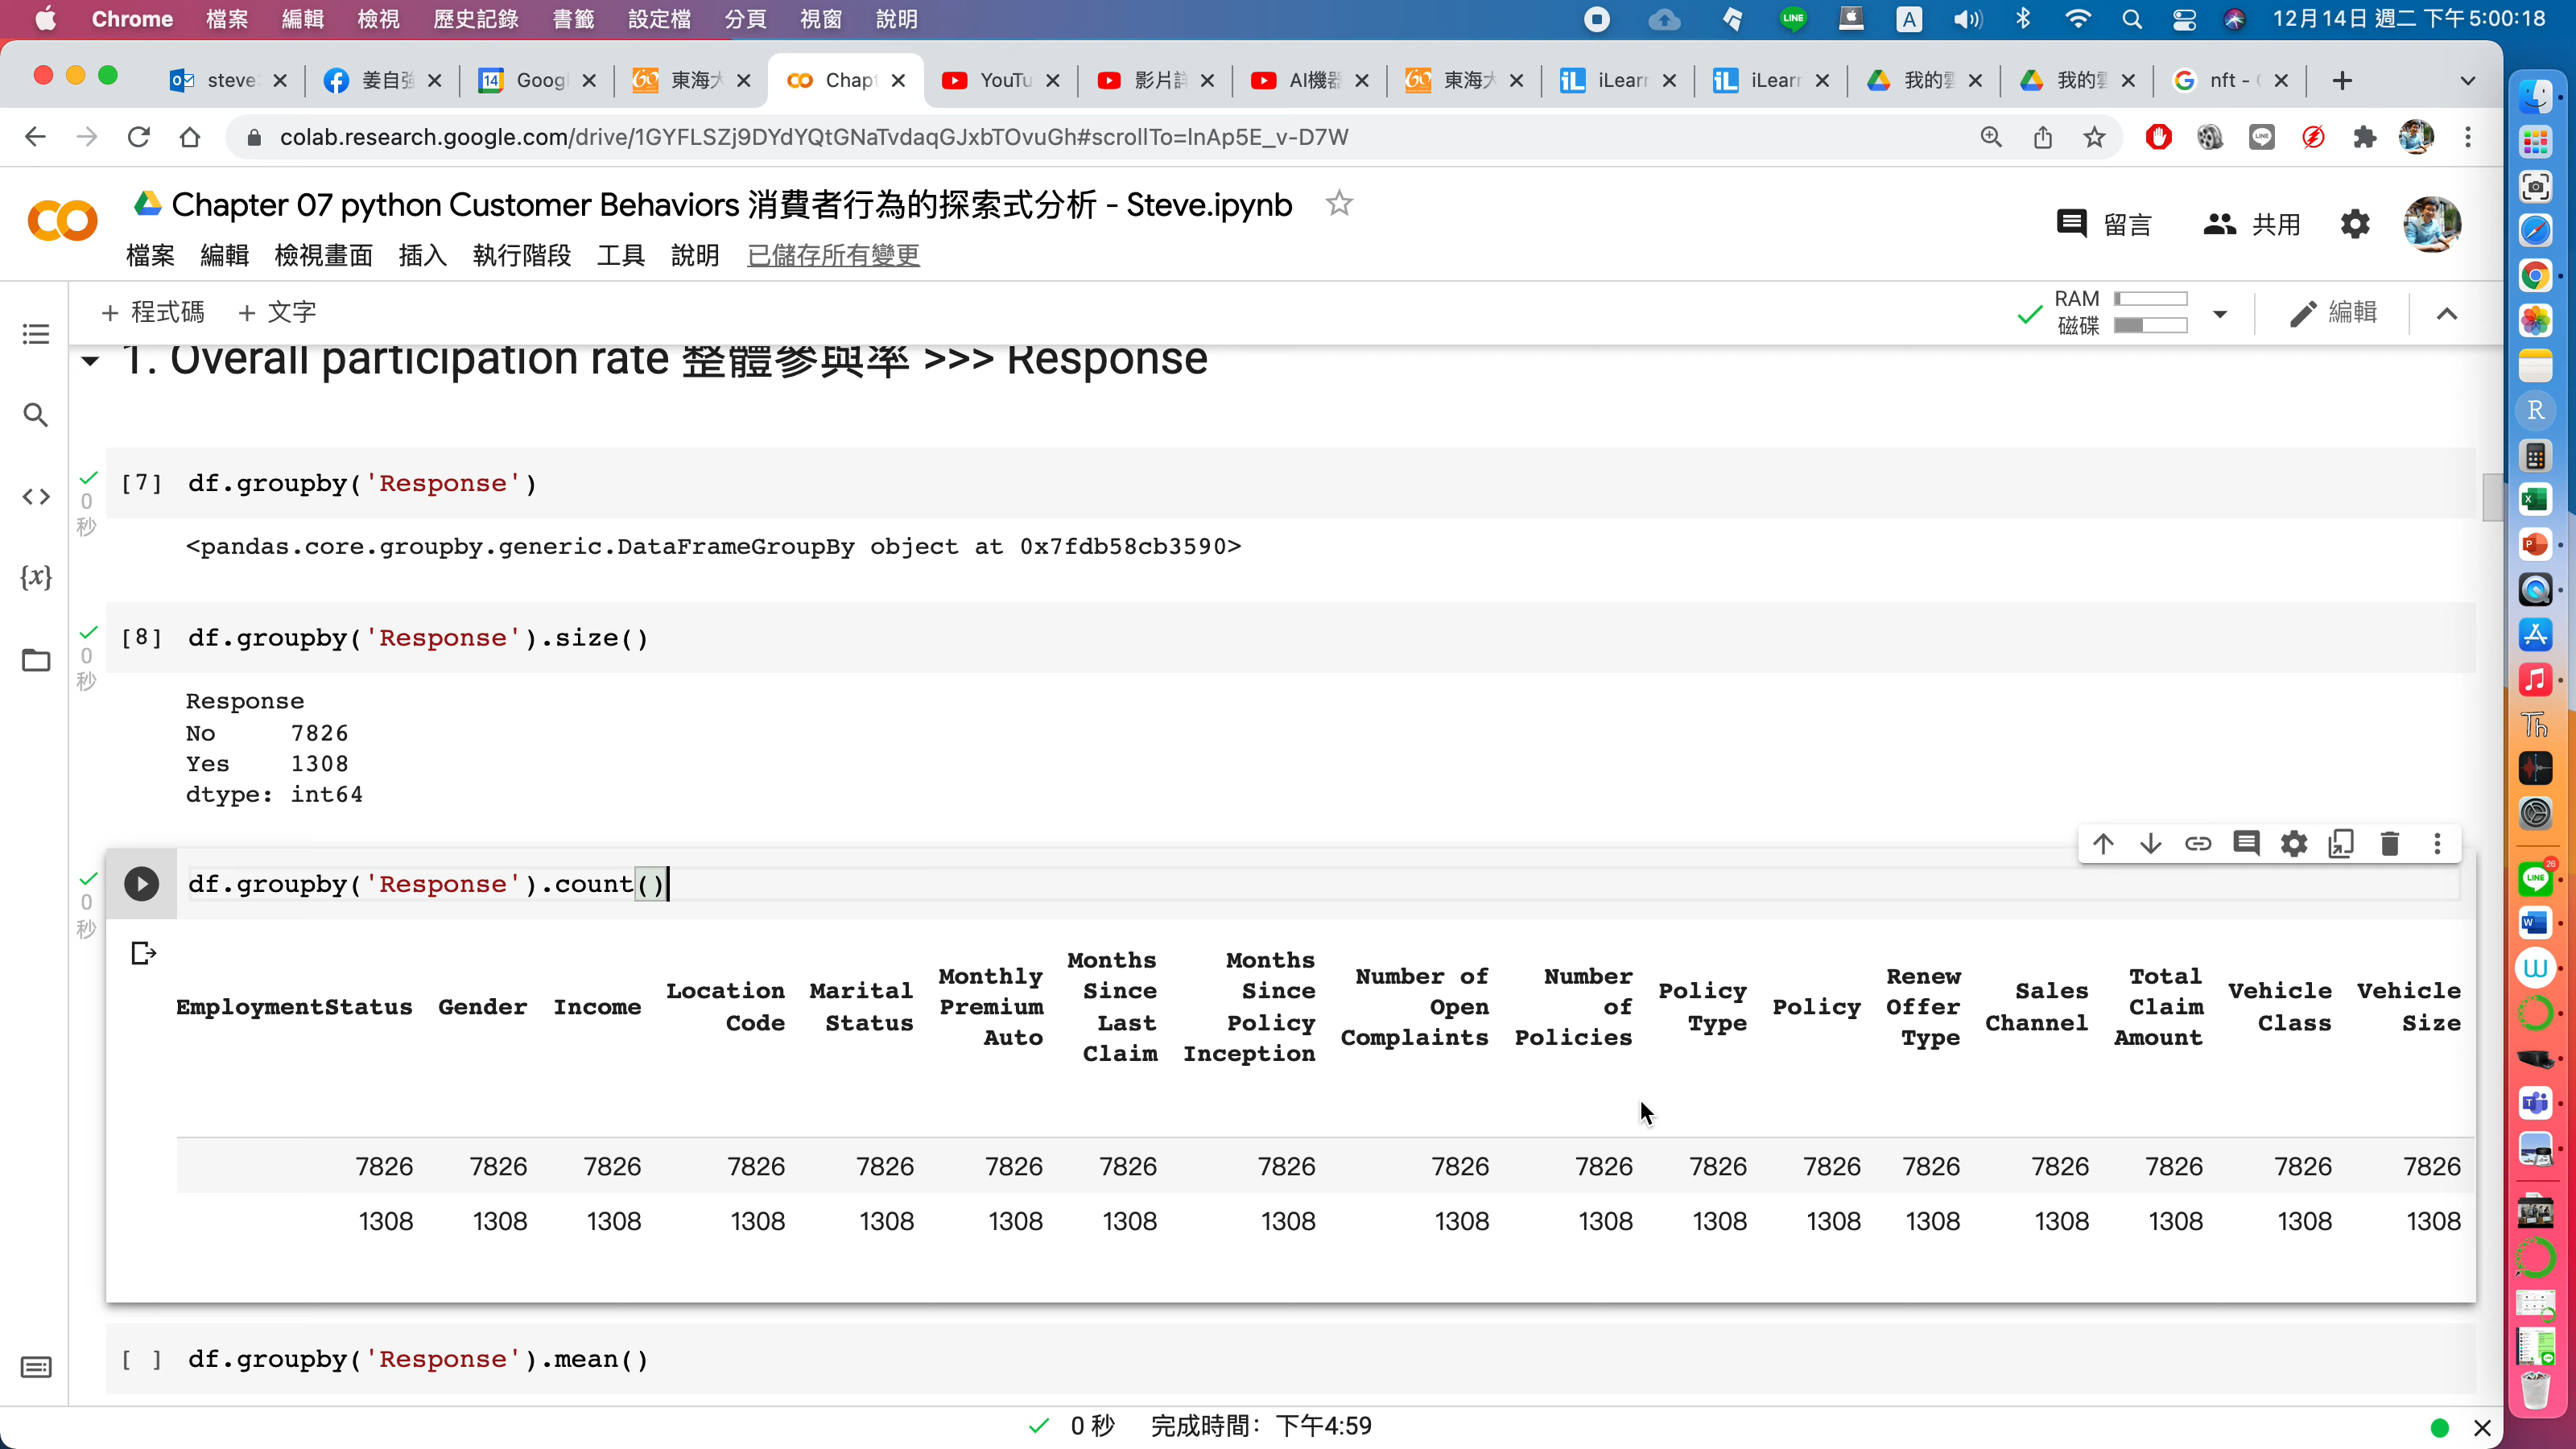 Chrome 檔案 編輯 檢視 歷史記錄 書籤 設定檔 分頁 視窗 說明 LINE A 12月14日 週二 下午5:00:18
steve 姜自強 14 Goog 東海大 Chapt YouTu 影片詳 AI機器 東海大 iLearn iLearn 我的雲 我的雲 nft -
colab.research.google.com/drive/1GYFLSZj9DYdYQtGNaTvdaqGJxbTOvuGh#scrollTo=InAp5E_v-D7W
Chapter 07 python Customer Behaviors 消費者行為的探索式分析 - Steve.ipynb
留言 共用
檔案 編輯 檢視畫面 插入 執行階段 工具 說明 已儲存所有變更
+ 程式碼 + 文字
RAM
磁碟
編輯
1. Overall participation rate 整體參與率 >>> Response
[7] df.groupby('Response')
0
秒
<pandas.core.groupby.generic.DataFrameGroupBy object at 0x7fdb58cb3590>
[8] df.groupby('Response').size()
0
秒
Response
No 7826
Yes 1308
dtype: int64
df.groupby('Response').count()
0
秒
EmploymentStatus Gender Income Location Code Marital Status Monthly Premium Auto Months Since Last Claim Months Since Policy Inception Number of Open Complaints Number of Policies Policy Type Policy Renew Offer Type Sales Channel Total Claim Amount Vehicle Class Vehicle Size
7826 7826 7826 7826 7826 7826 7826 7826 7826 7826 7826 7826 7826 7826 7826 7826 7826
1308 1308 1308 1308 1308 1308 1308 1308 1308 1308 1308 1308 1308 1308 1308 1308 1308
[ ] df.groupby('Response').mean()
0 秒 完成時間: 下午4:59